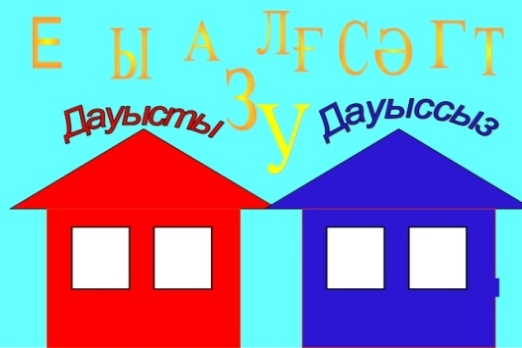 Е Ы А Л Ғ С Ә Г Т
З У
Дауысты Дауыссыз